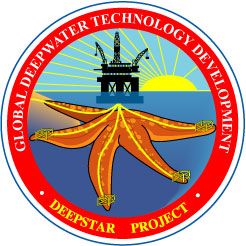 GLOBAL DEEPWATER TECHNOLOGY DEVELOPMENT
• DEEPSTAR PROJECT •